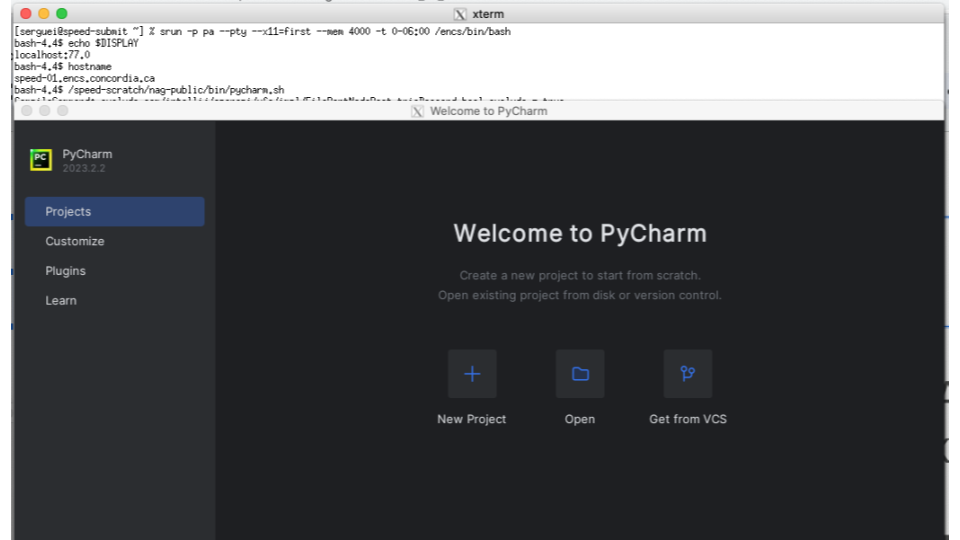 xterm
[serguei@speed-submit ~] % srun -p pa --pty --x11=first --mem 4000 -t 0-06:00 /encs/bin/bash
bash-4.4$ echo $DISPLAY
localhost:77.0
bash-4.4$ hostname
speed-01.encs.concordia.ca
bash-4.4$ /speed-scratch/nag-public/bin/pycharm.sh
Welcome to PyCharm
PyCharm
2023.2.2
Projects
Customize
Plugins
Learn
Welcome to PyCharm
Create a new project to start from scratch.
Open existing project from disk or version control.
New Project
Open
Get from VCS